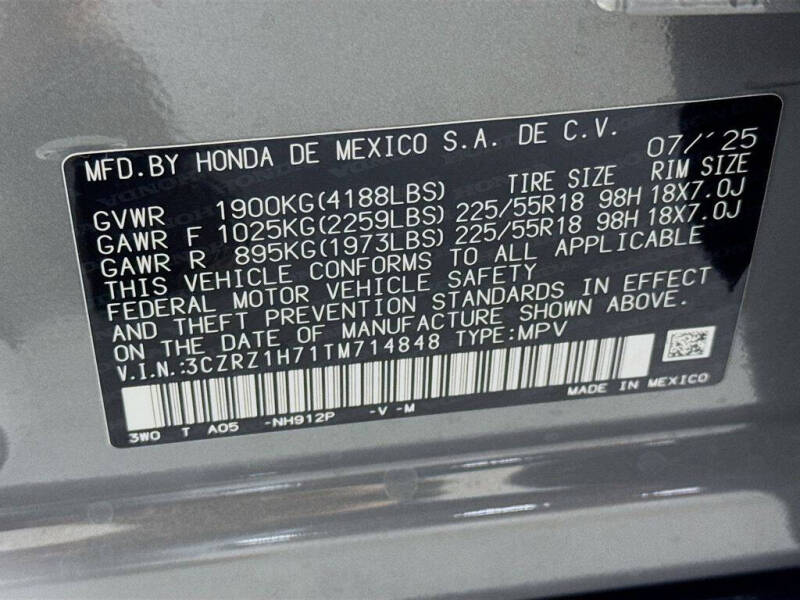 MFD.BY HONDA DE MEXICO S.A. DE C.V. 07/'25
TIRE SIZE RIM SIZE
GVWR 1900KG(4188LBS)
GAWR F 1025KG(2259LBS) 225/55R18 98H 18X7.0J
GAWR R 895KG(1973LBS) 225/55R18 98H 18X7.0J
THIS VEHICLE CONFORMS TO ALL APPLICABLE
FEDERAL MOTOR VEHICLE SAFETY
AND THEFT PREVENTION STANDARDS IN EFFECT
ON THE DATE OF MANUFACTURE SHOWN ABOVE.
V.I.N.:3CZRZ1H71TM714848 TYPE:MPV
MADE IN MEXICO
3W0 T A05 -NH912P -V -M